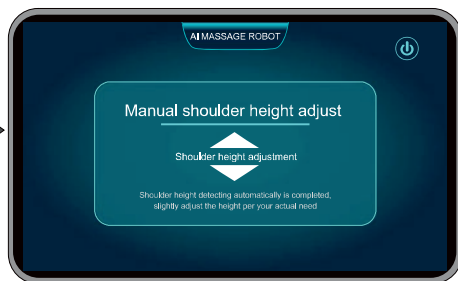 AI MASSAGE ROBOT
Manual shoulder height adjust
Shoulder height adjustment
Shoulder height detecting automatically is completed,
slightly adjust the height per your actual need